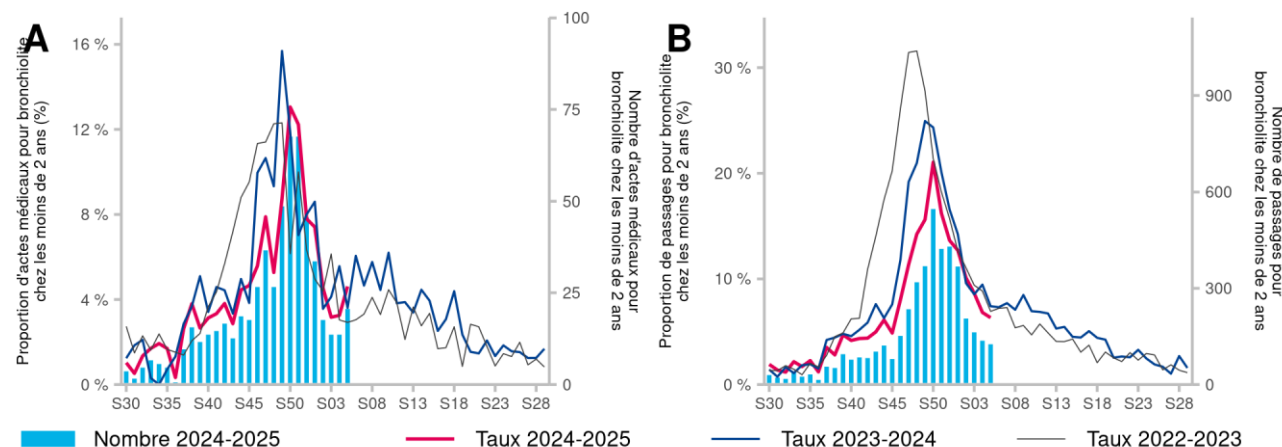 A
Proportion d'actes médicaux pour bronchiolite
chez les moins de 2 ans (%)
16 %
12 %
8 %
4 %
0 %
100
75
50
25
0
Nombre d'actes médicaux pour
bronchiolite chez les moins de 2 ans
S30 S35 S40 S45 S50 S03 S08 S13 S18 S23 S28
B
Proportion de passages pour bronchiolite
chez les moins de 2 ans (%)
30 %
20 %
10 %
0 %
900
600
300
0
Nombre de passages pour
bronchiolite chez les moins de 2 ans
S30 S35 S40 S45 S50 S03 S08 S13 S18 S23 S28
Nombre 2024-2025 Taux 2024-2025 Taux 2023-2024 Taux 2022-2023